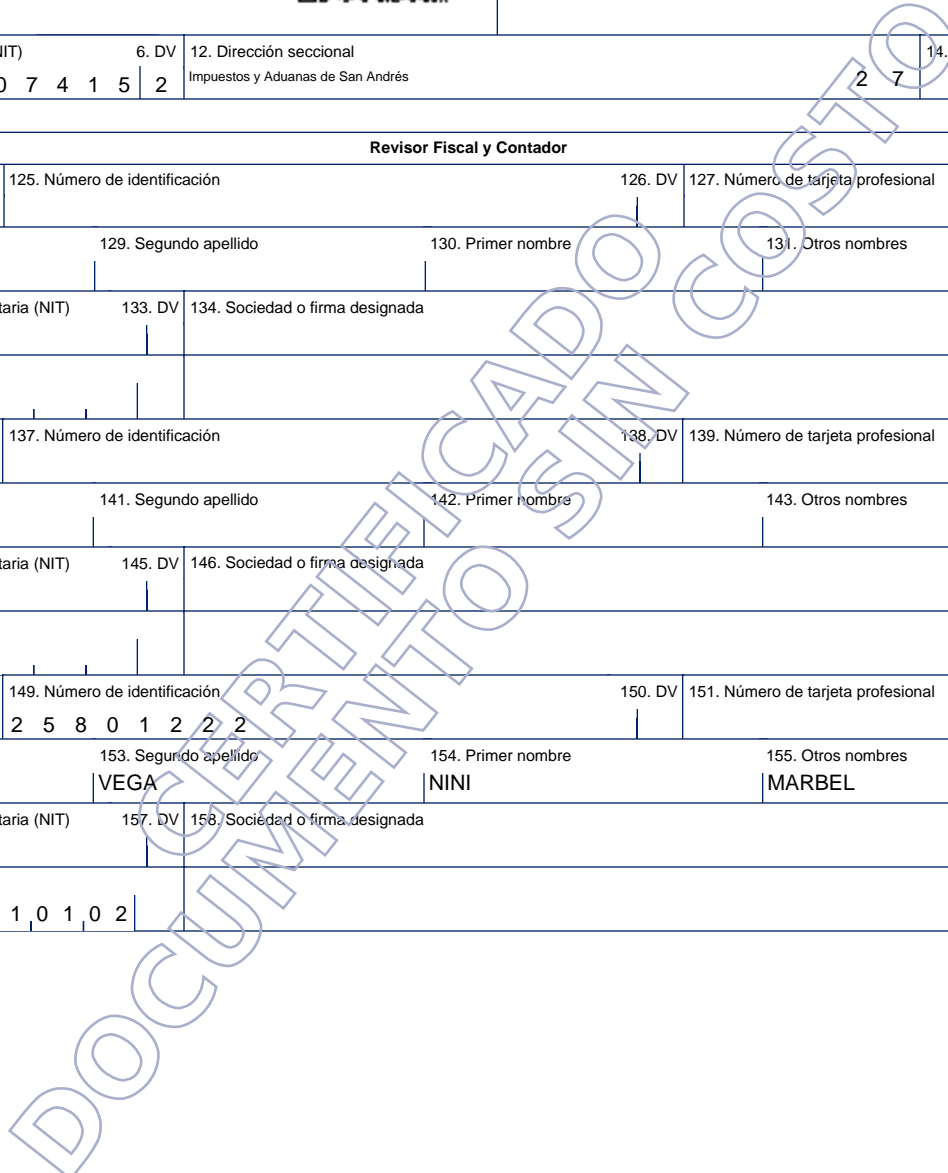 IIT) 6. DV 12. Dirección seccional 14.
0 7 4 1 5 2 Impuestos y Aduanas de San Andrés 2 7
Revisor Fiscal y Contador
125. Número de identificación 126. DV 127. Número de tarjeta profesional
129. Segundo apellido 130. Primer nombre 131. Otros nombres
taria (NIT) 133. DV 134. Sociedad o firma designada
137. Número de identificación 138. DV 139. Número de tarjeta profesional
141. Segundo apellido 142. Primer nombre 143. Otros nombres
taria (NIT) 145. DV 146. Sociedad o firma designada
149. Número de identificación 150. DV 151. Número de tarjeta profesional
2 5 8 0 1 2 2 2
153. Segundo apellido 154. Primer nombre 155. Otros nombres
VEGA NINI MARBEL
taria (NIT) 157. DV 158. Sociedad o firma designada
1 0 1 0 2
CERTIFICADO
DOCUMENTO SIN COSTO